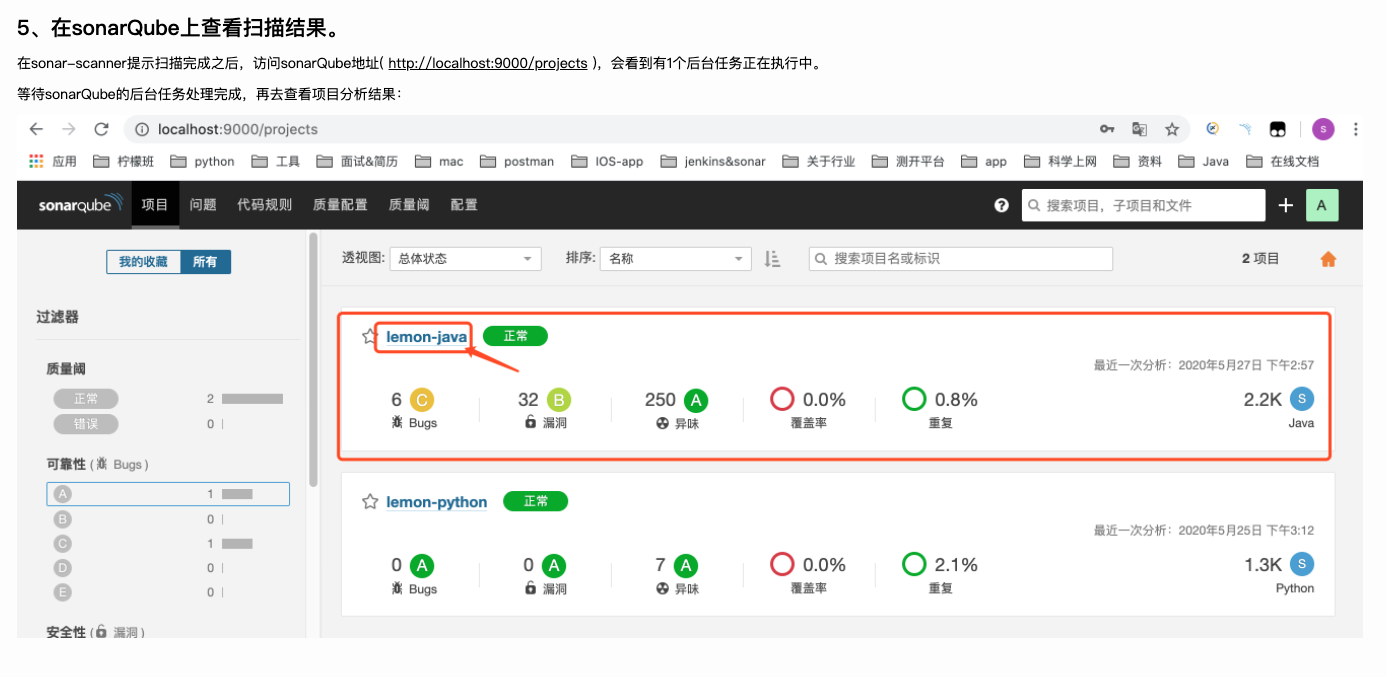 5、在sonarQube上查看扫描结果。
在sonar-scanner提示扫描完成之后，访问sonarQube地址( http://localhost:9000/projects )，会看到有1个后台任务正在执行中。
等待sonarQube的后台任务处理完成，再去查看项目分析结果：
localhost:9000/projects
S
应用 柠檬班 python 工具 面试&简历 mac postman IOS-app jenkins&sonar 关于行业 测开平台 app 科学上网 资料 Java 在线文档
sonarqube 项目 问题 代码规则 质量配置 质量阈 配置 ? 搜索项目，子项目和文件 + A
我的收藏 所有
透视图: 总体状态 排序: 名称 搜索项目名或标识 2 项目
过滤器
质量阈
正常 2
错误 0
可靠性 ( Bugs )
A 1
B 0
C 1
D 0
E 0
安全性 ( 漏洞 )
lemon-java 正常
最近一次分析：2020年5月27日 下午2:57
6 C 32 B 250 A 0.0% 0.8% 2.2K S
Bugs 漏洞 异味 覆盖率 重复 Java
lemon-python 正常
最近一次分析：2020年5月25日 下午3:12
0 A 0 A 7 A 0.0% 2.1% 1.3K S
Bugs 漏洞 异味 覆盖率 重复 Python